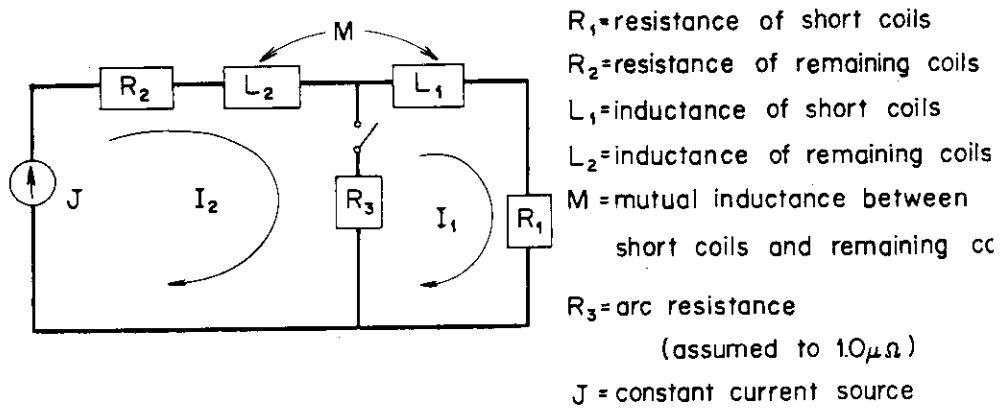 M
R₂
L₂
L₁
J
I₂
R₃
I₁
R₁
R₁=resistance of short coils
R₂=resistance of remaining coils
L₁=inductance of short coils
L₂=inductance of remaining coils
M=mutual inductance between
short coils and remaining
R₃=arc resistance
(assumed to 1.0μΩ)
J=constant current source